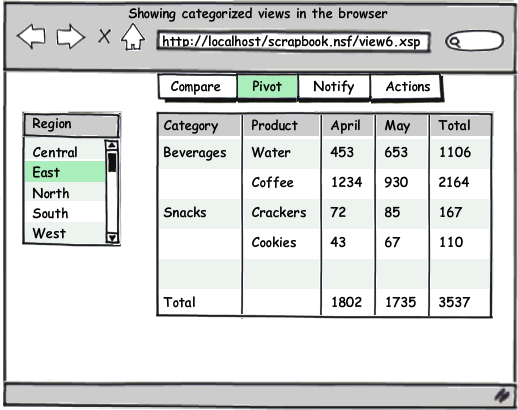 Showing categorized views in the browser
http://localhost/scrapbook.nsf/view6.xsp
Compare Pivot Notify Actions
Region
Central
East
North
South
West
Category Product April May Total
Beverages Water 453 653 1106
Coffee 1234 930 2164
Snacks Crackers 72 85 167
Cookies 43 67 110
Total 1802 1735 3537